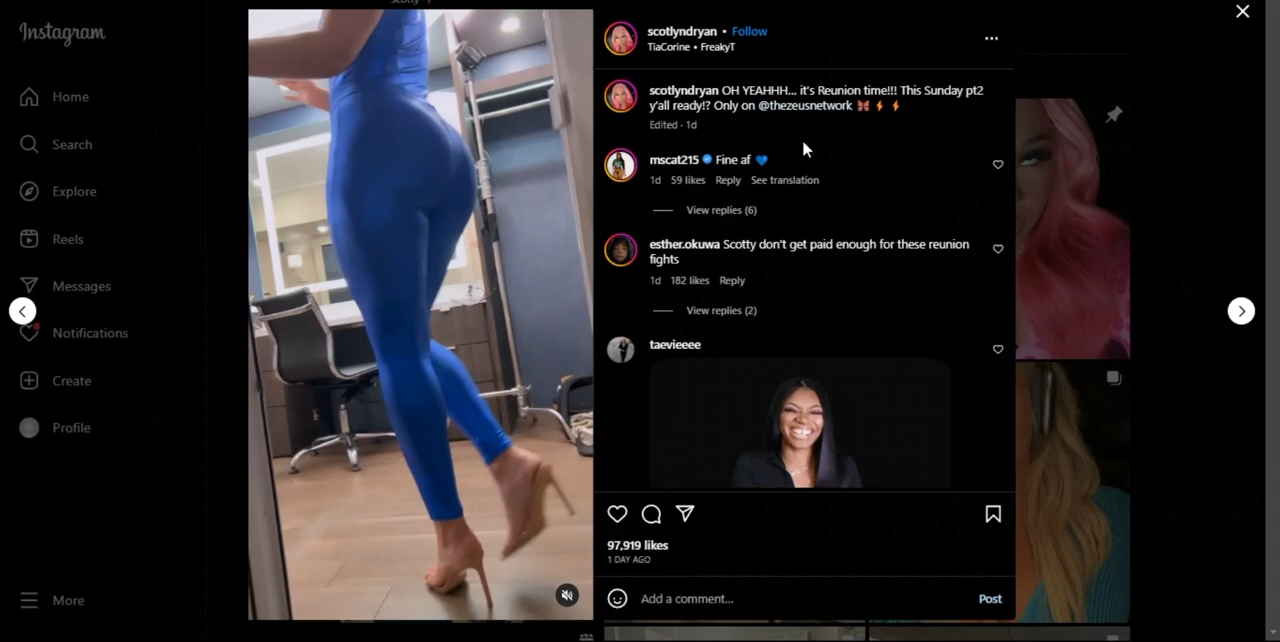 Instagram
Home
Search
Explore
Reels
Messages
Notifications
Create
Profile
More
scotlyndryan • Follow
TiaCorine • FreakyT
scotlyndryan OH YEAHHH... it's Reunion time!!! This Sunday pt2
y'all ready!? Only on @thezeusnetwork 🦋⚡⚡
Edited · 1d
mscat215 Fine af 💙
1d 59 likes Reply See translation
View replies (6)
esther.okuwa Scotty don't get paid enough for these reunion
fights
1d 182 likes Reply
View replies (2)
taevieeee
97,919 likes
1 DAY AGO
Add a comment... Post